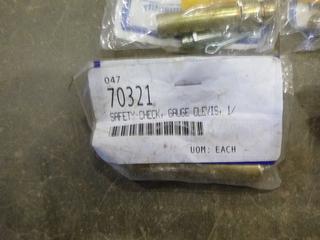 047
70321
SAFETY-CHECK, GAUGE CLEVIS, 1/
UOM: EACH